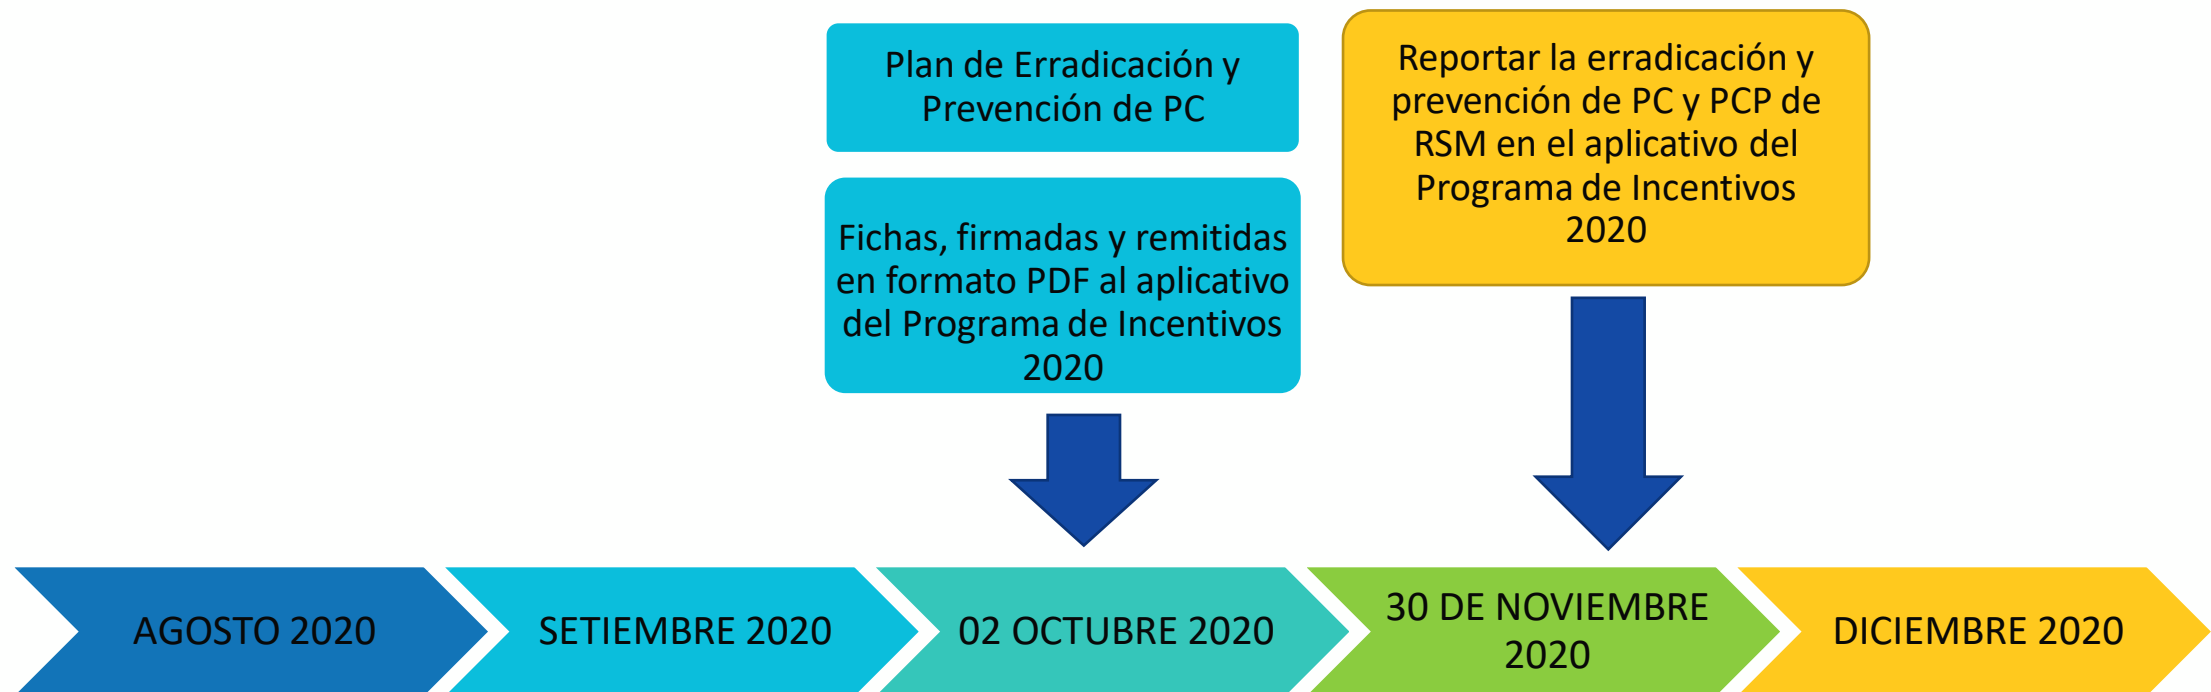 Plan de Erradicación y
Prevención de PC
Fichas, firmadas y remitidas
en formato PDF al aplicativo
del Programa de Incentivos
2020
Reportar la erradicación y
prevención de PC y PCP de
RSM en el aplicativo del
Programa de Incentivos
2020
AGOSTO 2020
SETIEMBRE 2020
02 OCTUBRE 2020
30 DE NOVIEMBRE
2020
DICIEMBRE 2020